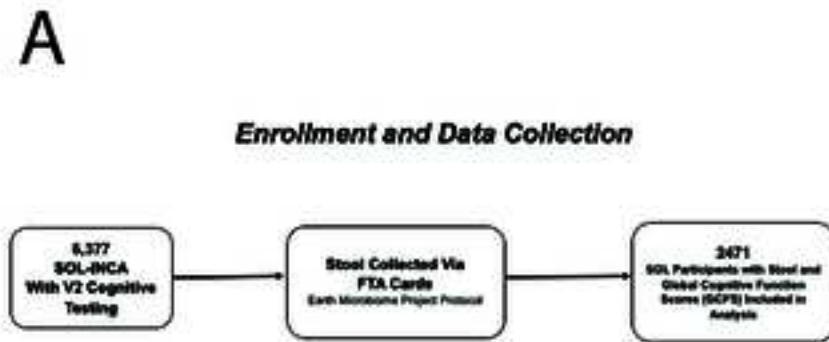 A
Enrollment and Data Collection
6,377
SOL-INCA
With V2 Cognitive
Testing
Stool Collected Via
FTA Cards
Earth Microbiome Project Protocol
2471
SOL Participants with Stool and
Global Cognitive Function
Scores (GCFS) Included in
Analysis